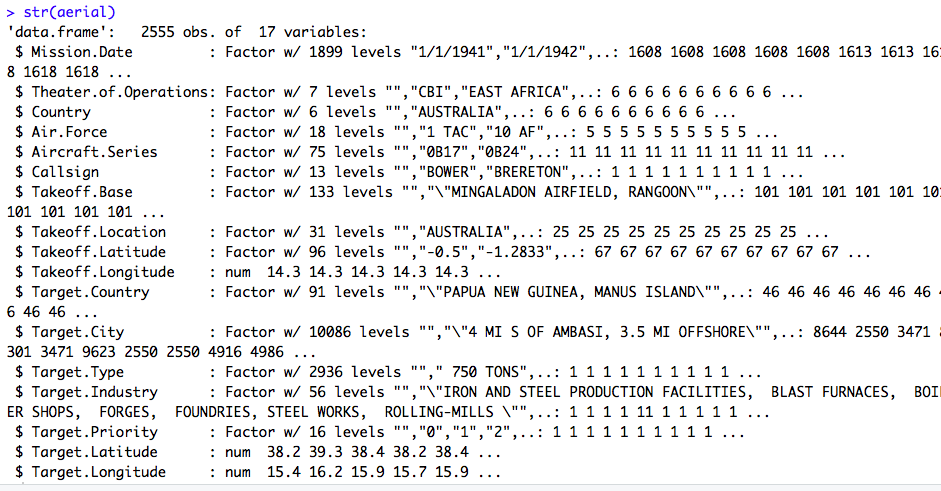 > str(aerial)
'data.frame':   2555 obs. of  17 variables:
 $ Mission.Date         : Factor w/ 1899 levels "1/1/1941","1/1/1942",..: 1608 1608 1608 1608 1608 1613 1613
8 1618 1618 ...
 $ Theater.of.Operations: Factor w/ 7 levels "","CBI","EAST AFRICA",..: 6 6 6 6 6 6 6 6 6 6 ...
 $ Country              : Factor w/ 6 levels "","AUSTRALIA",..: 6 6 6 6 6 6 6 6 6 6 ...
 $ Air.Force            : Factor w/ 18 levels "","1 TAC","10 AF",..: 5 5 5 5 5 5 5 5 5 5 ...
 $ Aircraft.Series      : Factor w/ 75 levels "","0B17","0B24",..: 11 11 11 11 11 11 11 11 11 11 ...
 $ Callsign             : Factor w/ 13 levels "","BOWER","BRERETON",..: 1 1 1 1 1 1 1 1 1 1 ...
 $ Takeoff.Base         : Factor w/ 133 levels "","\"MINGALADON AIRFIELD, RANGOON\"",..: 101 101 101 101 101
101 101 101 101 ...
 $ Takeoff.Location     : Factor w/ 31 levels "","AUSTRALIA",..: 25 25 25 25 25 25 25 25 25 25 ...
 $ Takeoff.Latitude     : Factor w/ 96 levels "","-0.5","-1.2833",..: 67 67 67 67 67 67 67 67 67 67 ...
 $ Takeoff.Longitude    : num  14.3 14.3 14.3 14.3 14.3 ...
 $ Target.Country       : Factor w/ 91 levels "","\"PAPUA NEW GUINEA, MANUS ISLAND\"",..: 46 46 46 46 46 46 46
6 46 46 ...
 $ Target.City          : Factor w/ 10086 levels "","\"4 MI S OF AMBASI, 3.5 MI OFFSHORE\"",..: 8644 2550 3471
301 3471 9623 2550 2550 4916 4986 ...
 $ Target.Type          : Factor w/ 2936 levels ""," 750 TONS",..: 1 1 1 1 1 1 1 1 1 1 ...
 $ Target.Industry      : Factor w/ 56 levels "","\"IRON AND STEEL PRODUCTION FACILITIES,  BLAST FURNACES,  BOI
ER SHOPS,  FORGES,  FOUNDRIES, STEEL WORKS,  ROLLING-MILLS \"",..: 1 1 1 1 11 1 1 1 1 1 ...
 $ Target.Priority      : Factor w/ 16 levels "","0","1","2",..: 1 1 1 1 1 1 1 1 1 1 ...
 $ Target.Latitude      : num  38.2 39.3 38.4 38.2 38.4 ...
 $ Target.Longitude     : num  15.4 16.2 15.9 15.7 15.9 ...